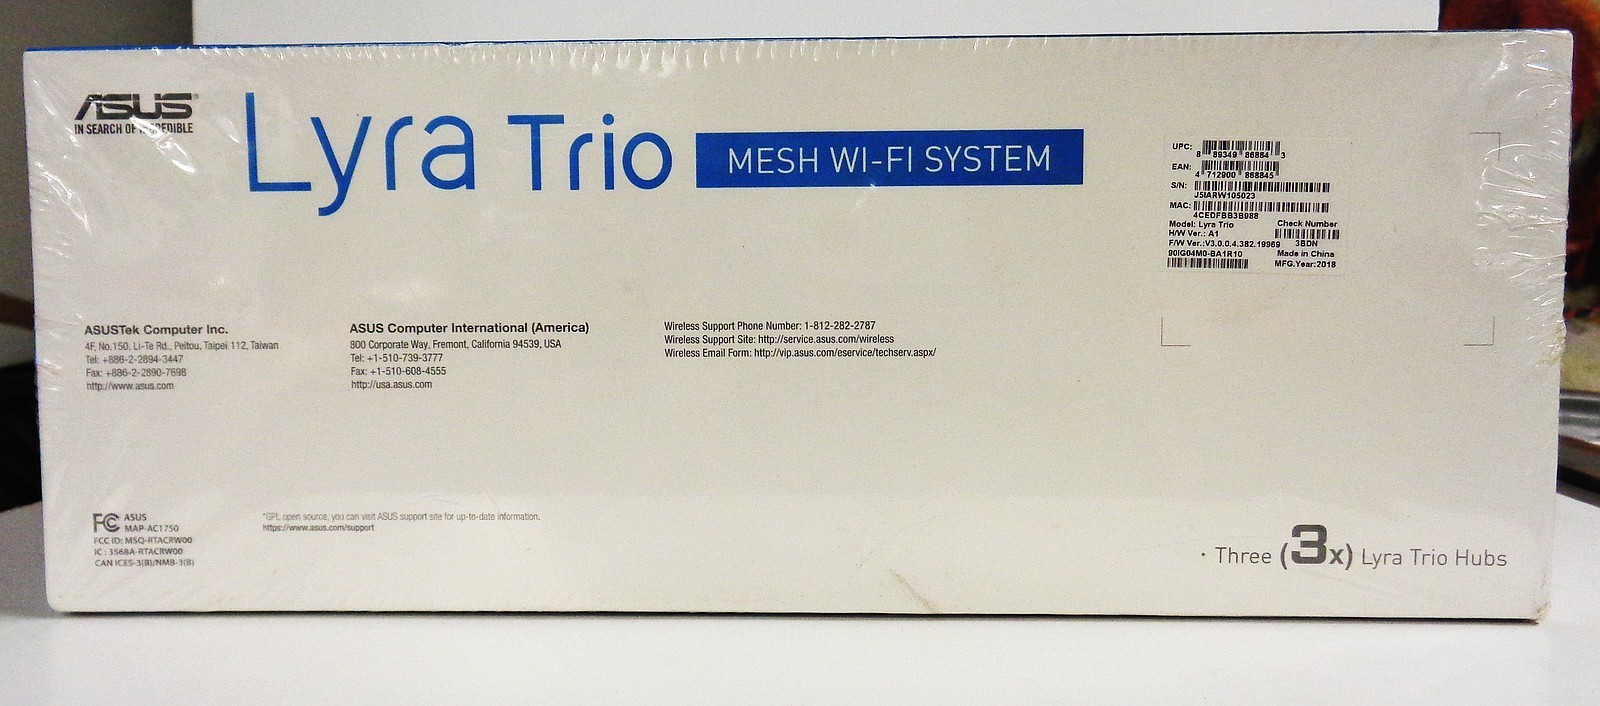 ASUS
IN SEARCH OF INCREDIBLE
Lyra Trio
MESH WI-FI SYSTEM
UPC:
8 89349 86884 3
EAN:
4 712900 868845
S/N:
J5IARW105023
MAC:
4CEDFBB3B988
Model: Lyra Trio Check Number
H/W Ver.: A1
F/W Ver.:V3.0.0.4.382.19969 3BDN
90IG04M0-BA1R10 Made in China
MFG.Year:2018
ASUSTek Computer Inc.
4F, No.150, Li-Te Rd., Peitou, Taipei 112, Taiwan
Tel: +886-2-2894-3447
Fax: +886-2-2890-7698
http://www.asus.com
ASUS Computer International (America)
800 Corporate Way, Fremont, California 94539, USA
Tel: +1-510-739-3777
Fax: +1-510-608-4555
http://usa.asus.com
Wireless Support Phone Number: 1-812-282-2787
Wireless Support Site: http://service.asus.com/wireless
Wireless Email Form: http://vip.asus.com/eservice/techserv.aspx/
FC ASUS
MAP-AC1750
FCC ID: MSQ-RTACRW00
IC : 3568A-RTACRW00
CAN ICES-3(B)/NMB-3(B)
*GPL open source, you can visit ASUS support site for up-to-date information.
https://www.asus.com/support
· Three (3x) Lyra Trio Hubs